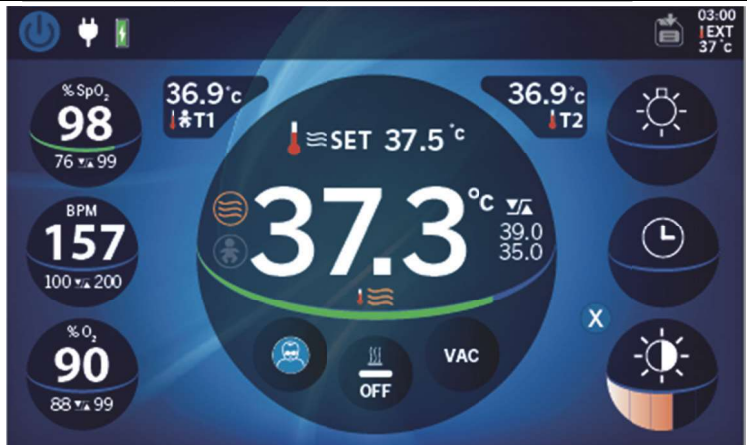 03:00
EXT
37 °c
% SpO₂
98
76 99
36.9°c
T1
36.9°c
T2
SET 37.5 °c
37.3°c
39.0
35.0
BPM
157
100 200
% O₂
90
88 99
OFF
VAC
X